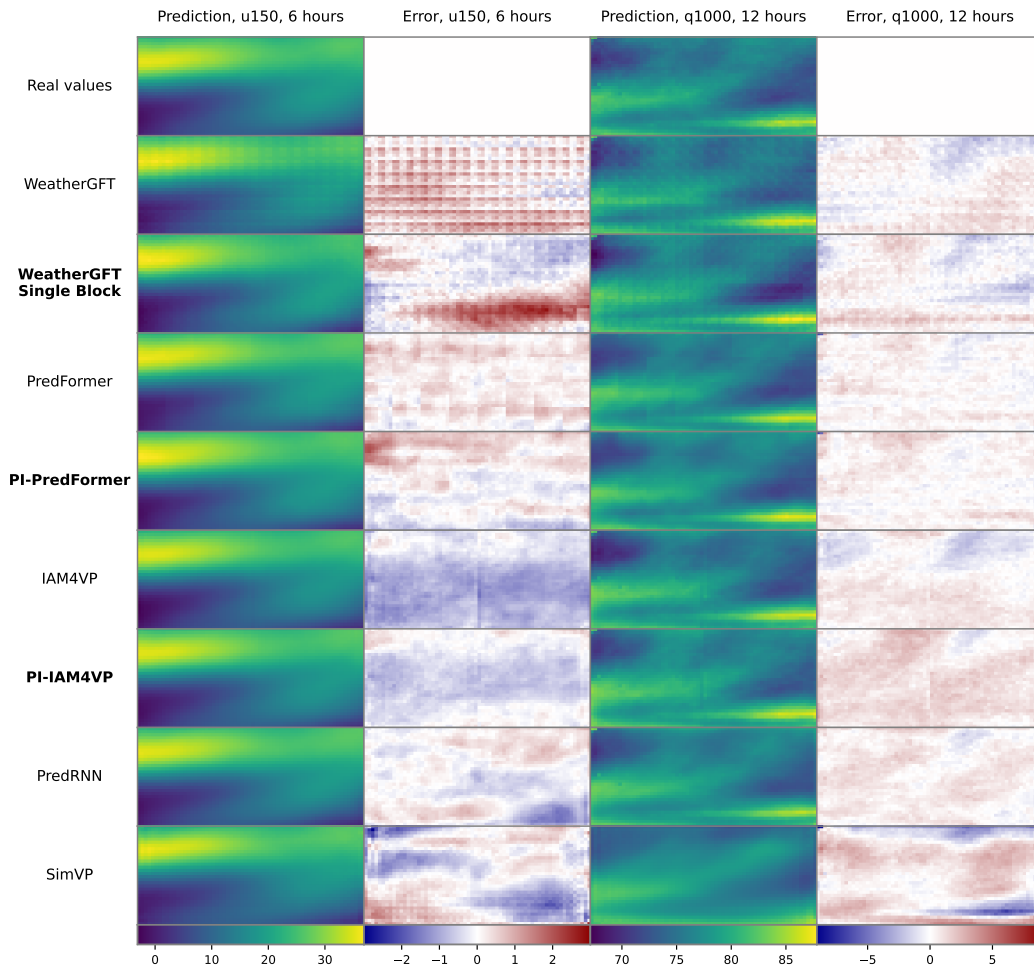 Prediction, u150, 6 hours
Error, u150, 6 hours
Prediction, q1000, 12 hours
Error, q1000, 12 hours
Real values
WeatherGFT
WeatherGFT
Single Block
PredFormer
PI-PredFormer
IAM4VP
PI-IAM4VP
PredRNN
SimVP
0 10 20 30
−2 −1 0 1 2
70 75 80 85
−5 0 5